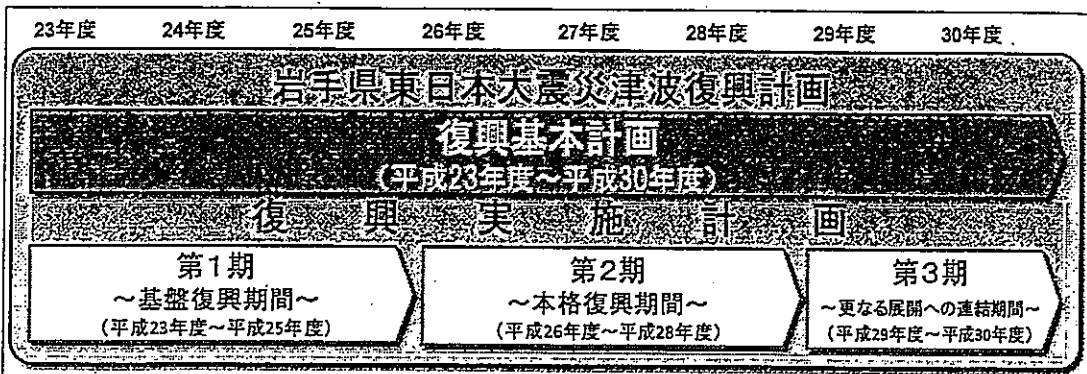 23年度 24年度 25年度 26年度 27年度 28年度 29年度 30年度
岩手県東日本大震災津波復興計画
復興基本計画
(平成23年度～平成30年度)
復興実施計画
第1期
～基盤復興期間～
(平成23年度～平成25年度)
第2期
～本格復興期間～
(平成26年度～平成28年度)
第3期
～更なる展開への連結期間～
(平成29年度～平成30年度)